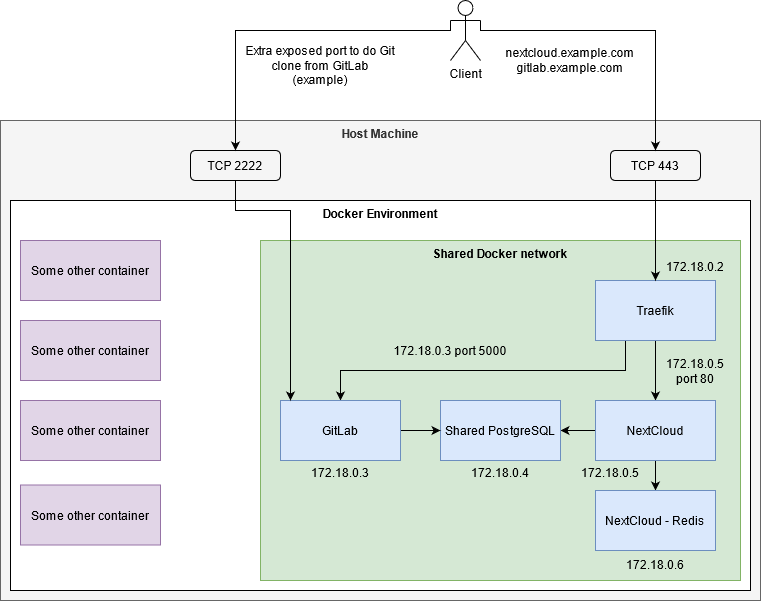 Extra exposed port to do Git
clone from GitLab
(example)
Client
nextcloud.example.com
gitlab.example.com
Host Machine
TCP 2222
TCP 443
Docker Environment
Some other container
Some other container
Some other container
Some other container
Shared Docker network
172.18.0.2
Traefik
172.18.0.3 port 5000
172.18.0.5
port 80
GitLab
Shared PostgreSQL
NextCloud
172.18.0.3
172.18.0.4
172.18.0.5
NextCloud - Redis
172.18.0.6